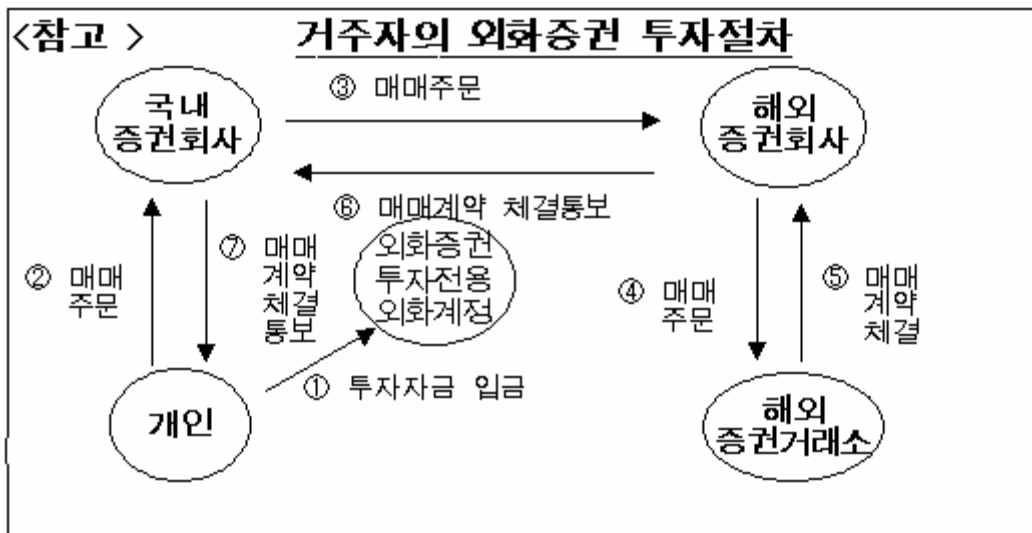 <참고 >
거주자의 외화증권 투자절차
국내
증권회사
③ 매매주문
해외
증권회사
⑥ 매매계약 체결통보
② 매매
주문
⑦ 매매
계약
체결
통보
외화증권
투자전용
외화계정
④ 매매
주문
⑤ 매매
계약
체결
① 투자자금 입금
개인
해외
증권거래소